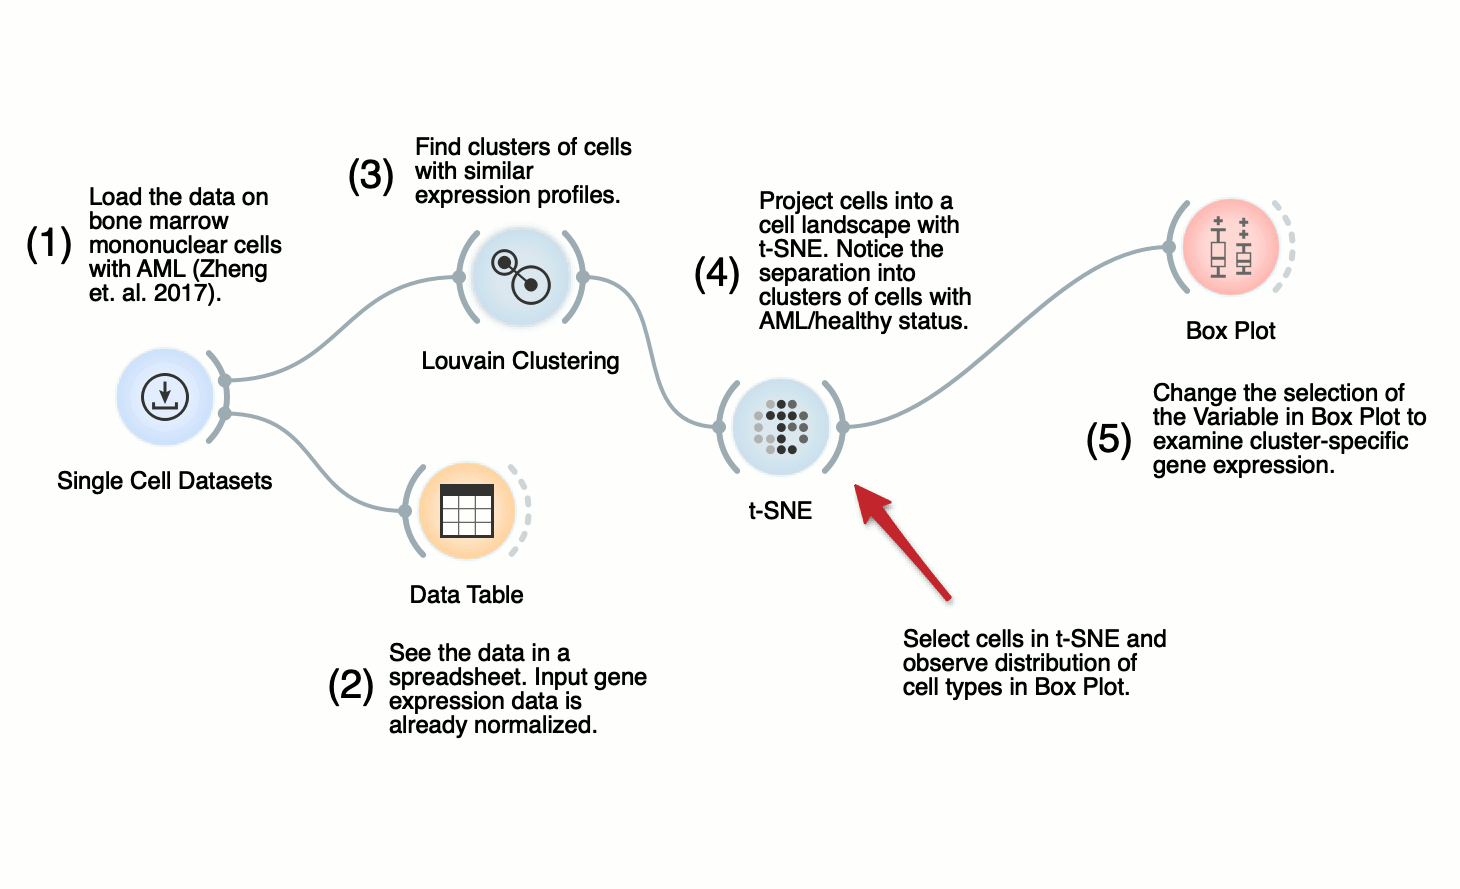 (1)
Load the data on
bone marrow
mononuclear cells
with AML (Zheng
et. al. 2017).
Single Cell Datasets
(3)
Find clusters of cells
with similar
expression profiles.
Louvain Clustering
Data Table
(2)
See the data in a
spreadsheet. Input gene
expression data is
already normalized.
(4)
Project cells into a
cell landscape with
t-SNE. Notice the
separation into
clusters of cells with
AML/healthy status.
t-SNE
Select cells in t-SNE and
observe distribution of
cell types in Box Plot.
Box Plot
(5)
Change the selection of
the Variable in Box Plot to
examine cluster-specific
gene expression.